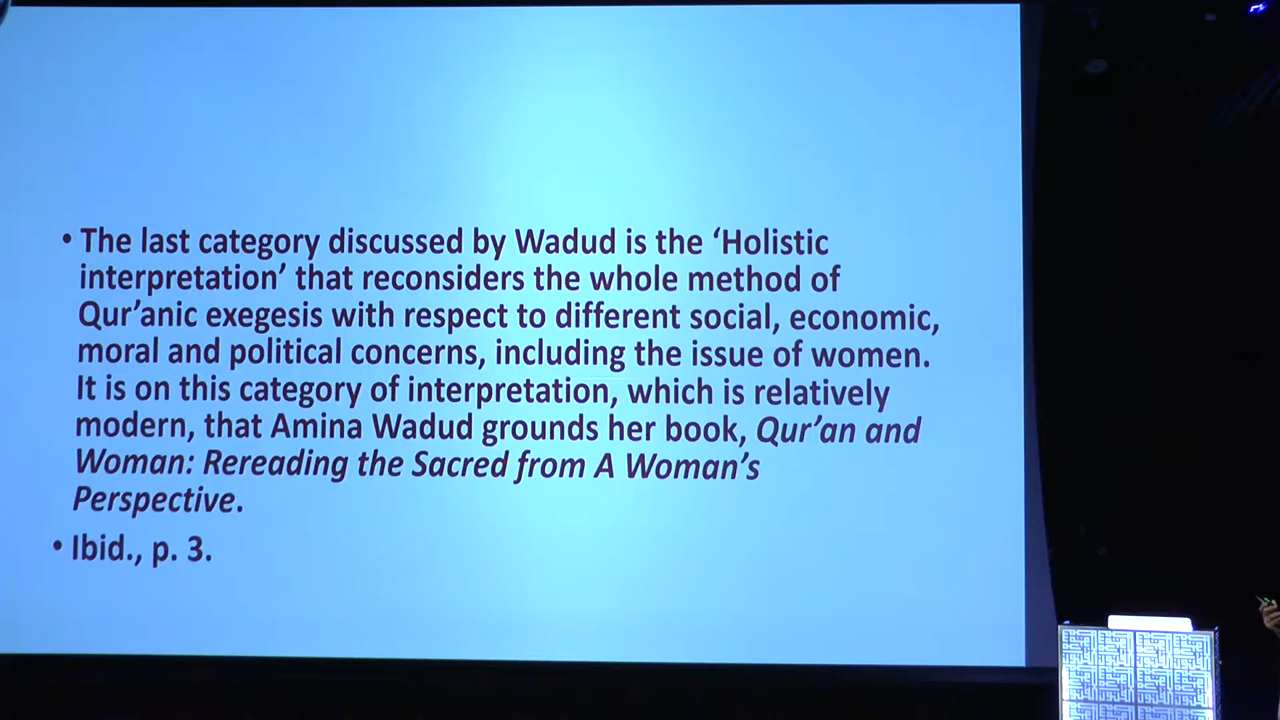 • The last category discussed by Wadud is the ‘Holistic
interpretation’ that reconsiders the whole method of
Qur’anic exegesis with respect to different social, economic,
moral and political concerns, including the issue of women.
It is on this category of interpretation, which is relatively
modern, that Amina Wadud grounds her book, Qur’an and
Woman: Rereading the Sacred from A Woman’s
Perspective.
• Ibid., p. 3.